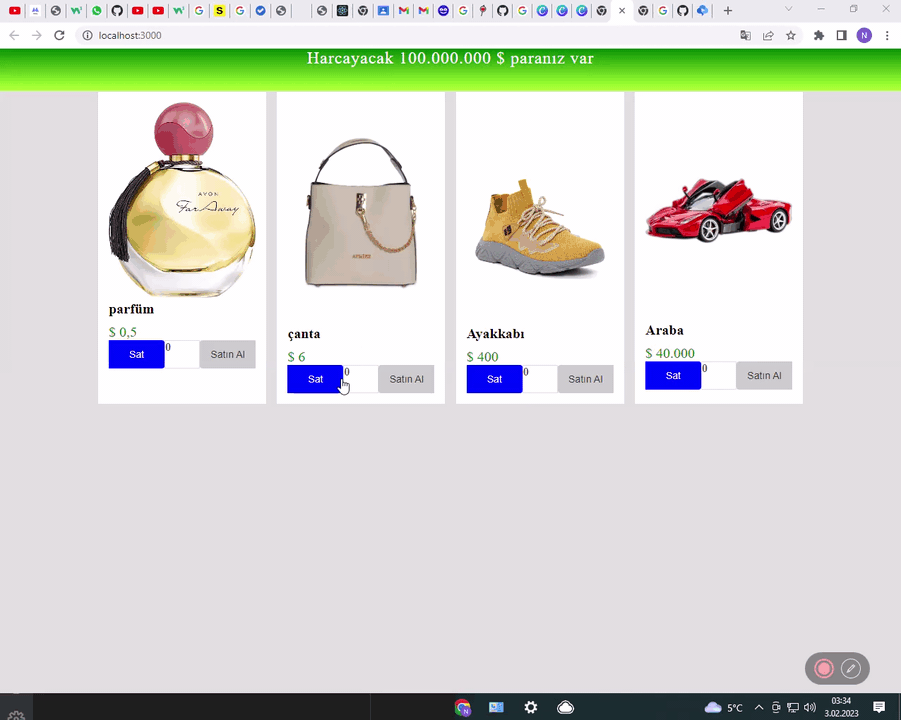 localhost:3000
N
Harcayacak 100.000.000 $ paranız var
AVON
Far Away
parfüm
$ 0,5
Sat
0
Satın Al
çanta
$ 6
Sat
0
Satın Al
Ayakkabı
$ 400
Sat
0
Satın Al
Araba
$ 40.000
Sat
0
Satın Al
5°C
03:34
3.02.2023